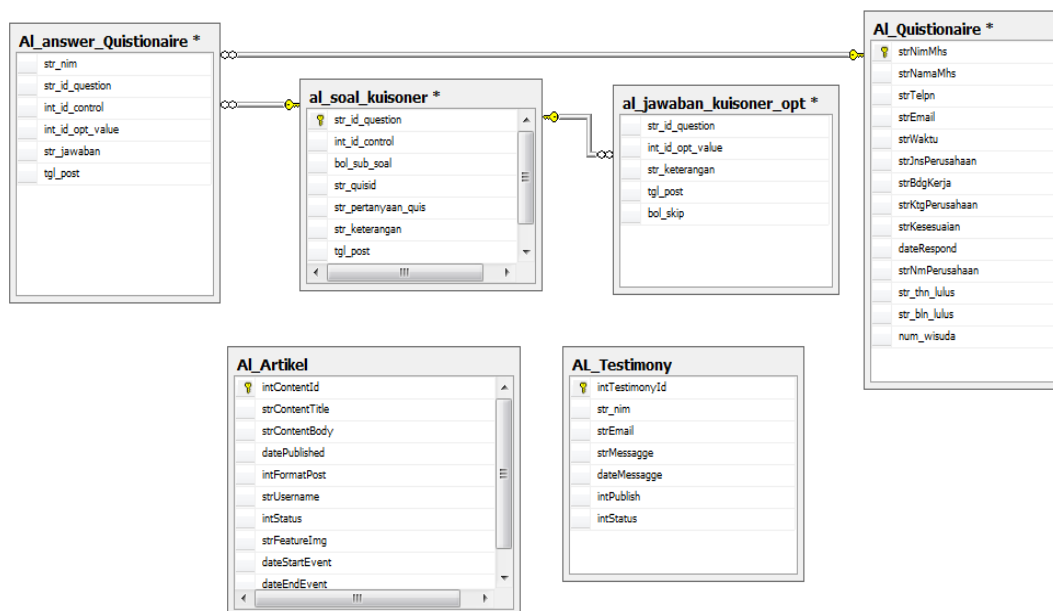 Al_answer_Quistionaire *
str_nim
str_id_question
int_id_control
int_id_opt_value
str_jawaban
tgl_post
al_soal_kuisoner *
str_id_question
int_id_control
bol_sub_soal
str_quisid
str_pertanyaan_quis
str_keterangan
tgl_post
al_jawaban_kuisoner_opt *
str_id_question
int_id_opt_value
str_keterangan
tgl_post
bol_skip
Al_Quistionaire *
strNimMhs
strNamaMhs
strTelpn
strEmail
strWaktu
strJnsPerusahaan
strBdgKerja
strKtgPerusahaan
strKesesuaian
dateRespond
strNmPerusahaan
str_thn_lulus
str_bln_lulus
num_wisuda
Al_Artikel
intContentId
strContentTitle
strContentBody
datePublished
intFormatPost
strUsername
intStatus
strFeatureImg
dateStartEvent
dateEndEvent
AL_Testimony
intTestimonyId
str_nim
strEmail
strMessagge
dateMessagge
intPublish
intStatus